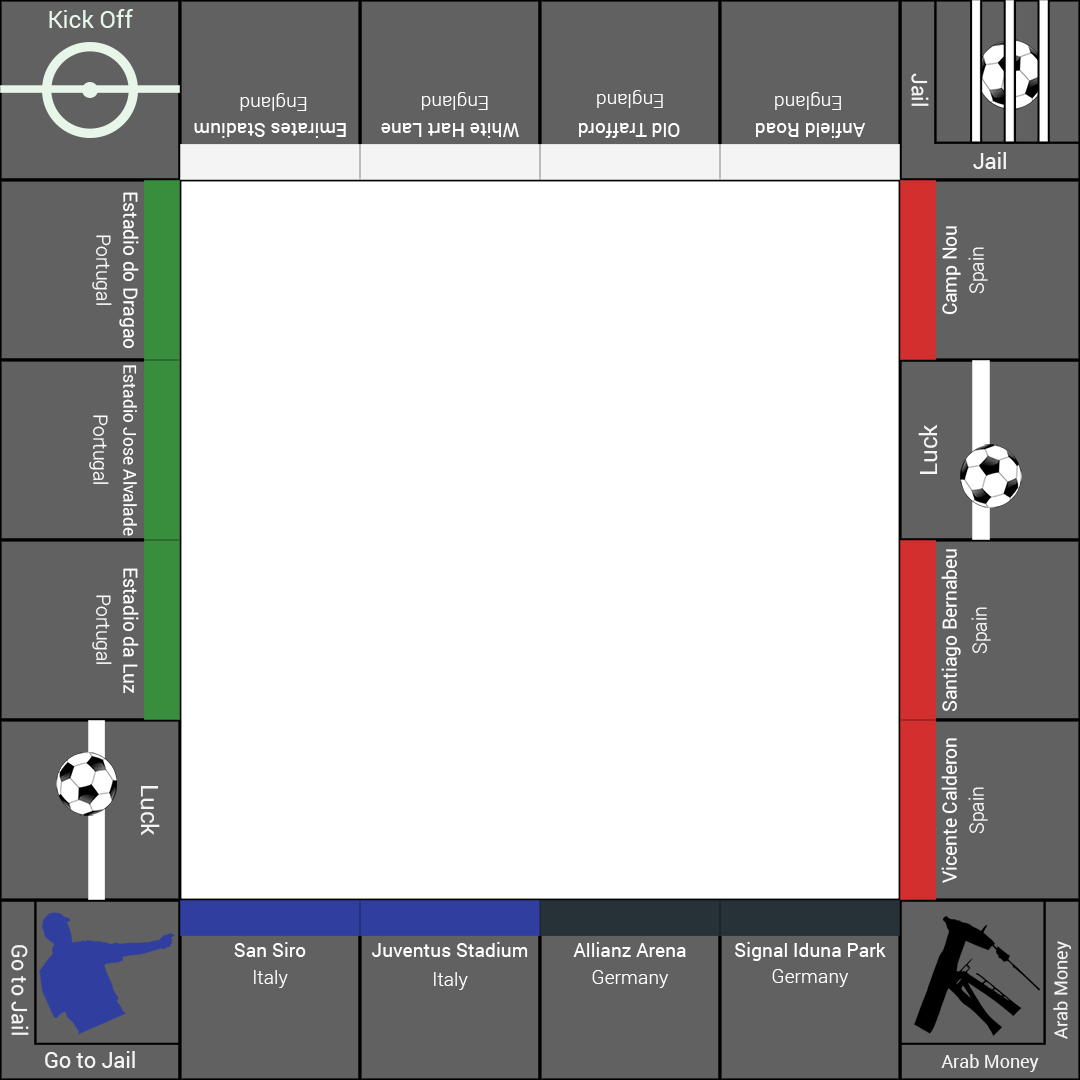 Kick Off
England
Emirates Stadium
England
White Hart Lane
England
Old Trafford
England
Anfield Road
Jail
Jail
Camp Nou
Spain
Luck
Santiago Bernabeu
Spain
Vicente Calderon
Spain
Arab Money
Arab Money
Signal Iduna Park
Germany
Allianz Arena
Germany
Juventus Stadium
Italy
San Siro
Italy
Go to Jail
Go to Jail
Luck
Estadio da Luz
Portugal
Estadio Jose Alvalade
Portugal
Estadio do Dragao
Portugal